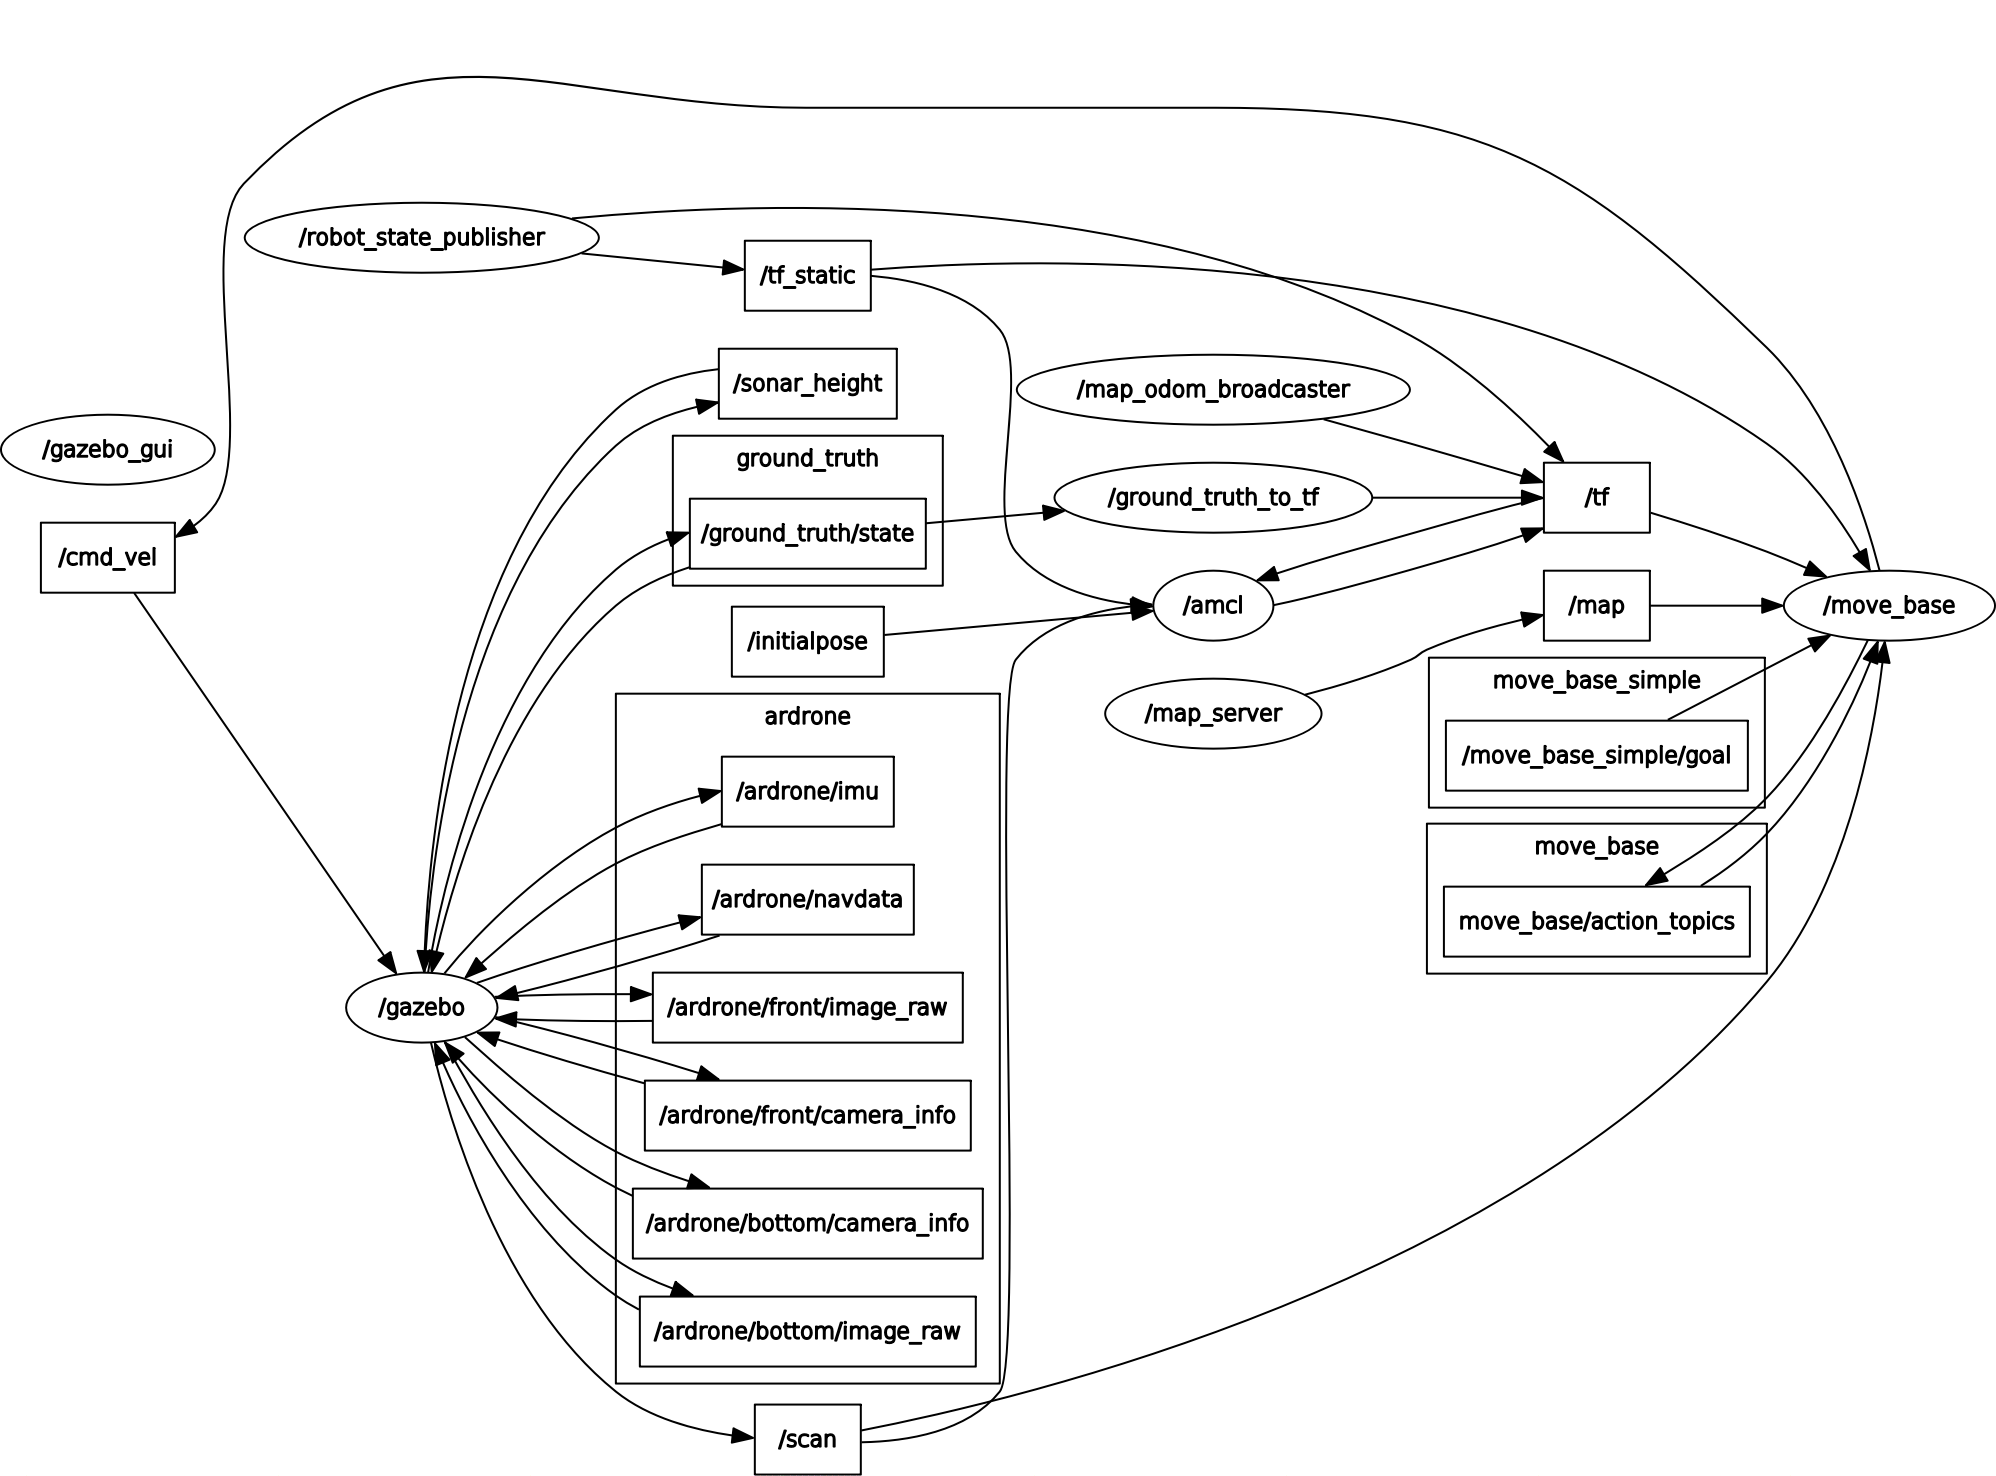 /robot_state_publisher
/tf_static
/sonar_height
/map_odom_broadcaster
/gazebo_gui
ground_truth
/ground_truth/state
/ground_truth_to_tf
/tf
/cmd_vel
/initialpose
/amcl
/map
/move_base
/map_server
move_base_simple
/move_base_simple/goal
move_base
move_base/action_topics
ardrone
/ardrone/imu
/ardrone/navdata
/gazebo
/ardrone/front/image_raw
/ardrone/front/camera_info
/ardrone/bottom/camera_info
/ardrone/bottom/image_raw
/scan